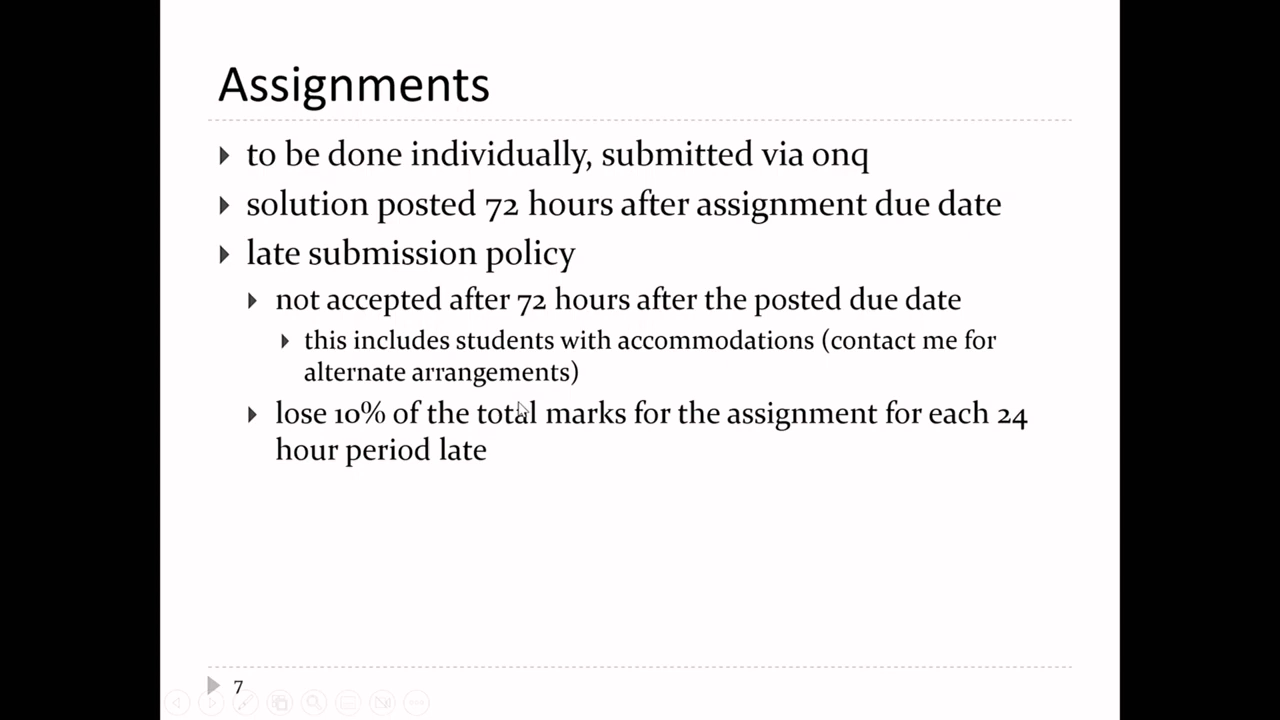 Assignments
to be done individually, submitted via onq
solution posted 72 hours after assignment due date
late submission policy
not accepted after 72 hours after the posted due date
this includes students with accommodations (contact me for
alternate arrangements)
lose 10% of the total marks for the assignment for each 24
hour period late
7